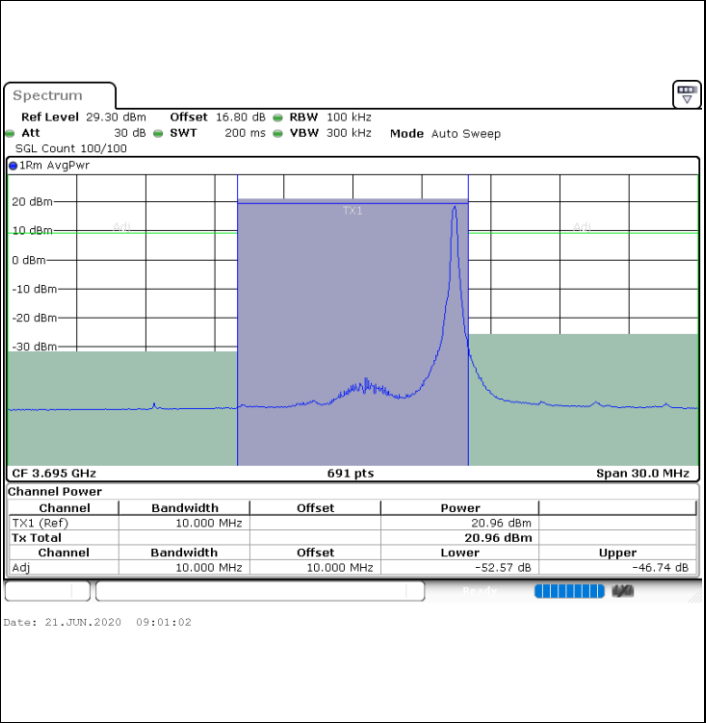 Spectrum
Ref Level 29.30 dBm Offset 16.80 dB RBW 100 kHz
Att 30 dB SWT 200 ms VBW 300 kHz Mode Auto Sweep
SGL Count 100/100
1Rm AvgPwr
20 dBm
TX1
Adj Adj
10 dBm
0 dBm
-10 dBm
-20 dBm
-30 dBm
CF 3.695 GHz 691 pts Span 30.0 MHz
Channel Power
Channel Bandwidth Offset Power
TX1 (Ref) 10.000 MHz 20.96 dBm
Tx Total 20.96 dBm
Channel Bandwidth Offset Lower Upper
Adj 10.000 MHz 10.000 MHz -52.57 dB -46.74 dB
Ready
Date: 21.JUN.2020 09:01:02